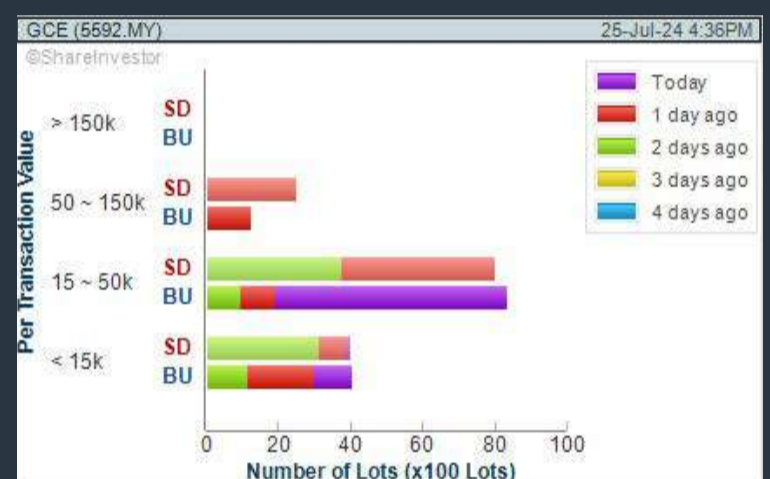 GCE (5592.MY) 25-Jul-24 4:36PM
©ShareInvestor
Today
1 day ago
2 days ago
3 days ago
4 days ago
Per Transaction Value
> 150k
SD
BU
50 ~ 150k
SD
BU
15 ~ 50k
SD
BU
< 15k
SD
BU
0 20 40 60 80 100
Number of Lots (x100 Lots)